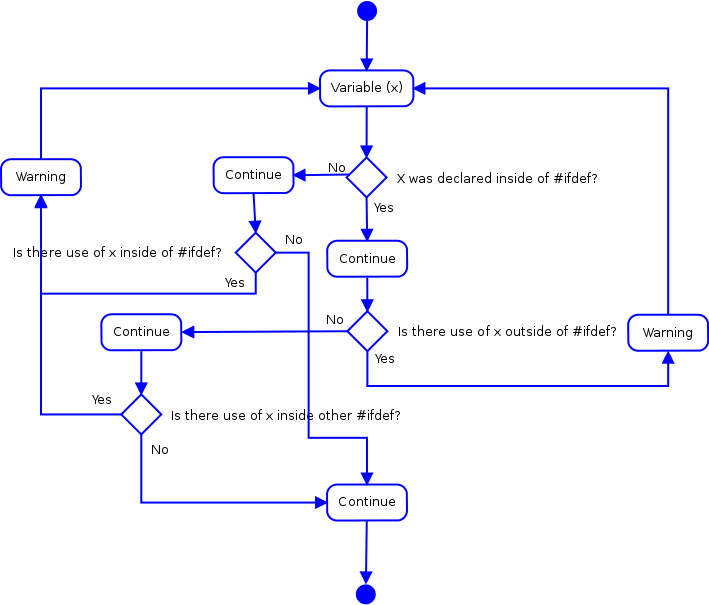 Variable (x)
No
Continue
X was declared inside of #ifdef?
Warning
Yes
No
Is there use of x inside of #ifdef?
Continue
Yes
No
Continue
Is there use of x outside of #ifdef?
Warning
Yes
Yes
Is there use of x inside other #ifdef?
No
Continue